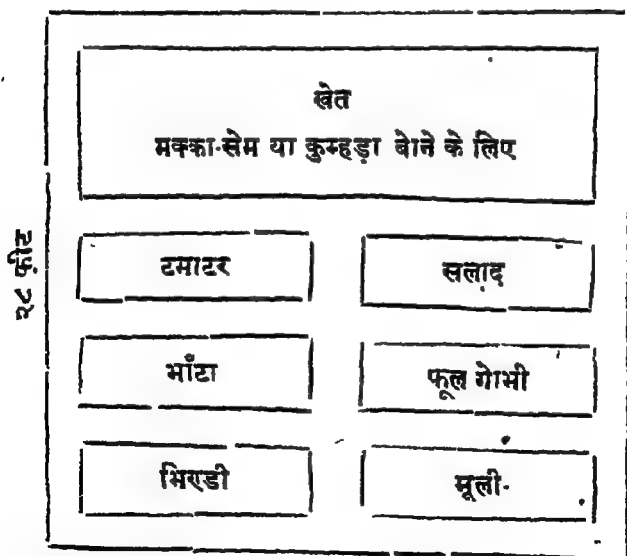 खेत
मक्का-सेम या कुम्हड़ा बोने के लिए
२८ फ़ीट
टमाटर
सलाद
भाँटा
फूल गोभी
भिण्डी
मूली